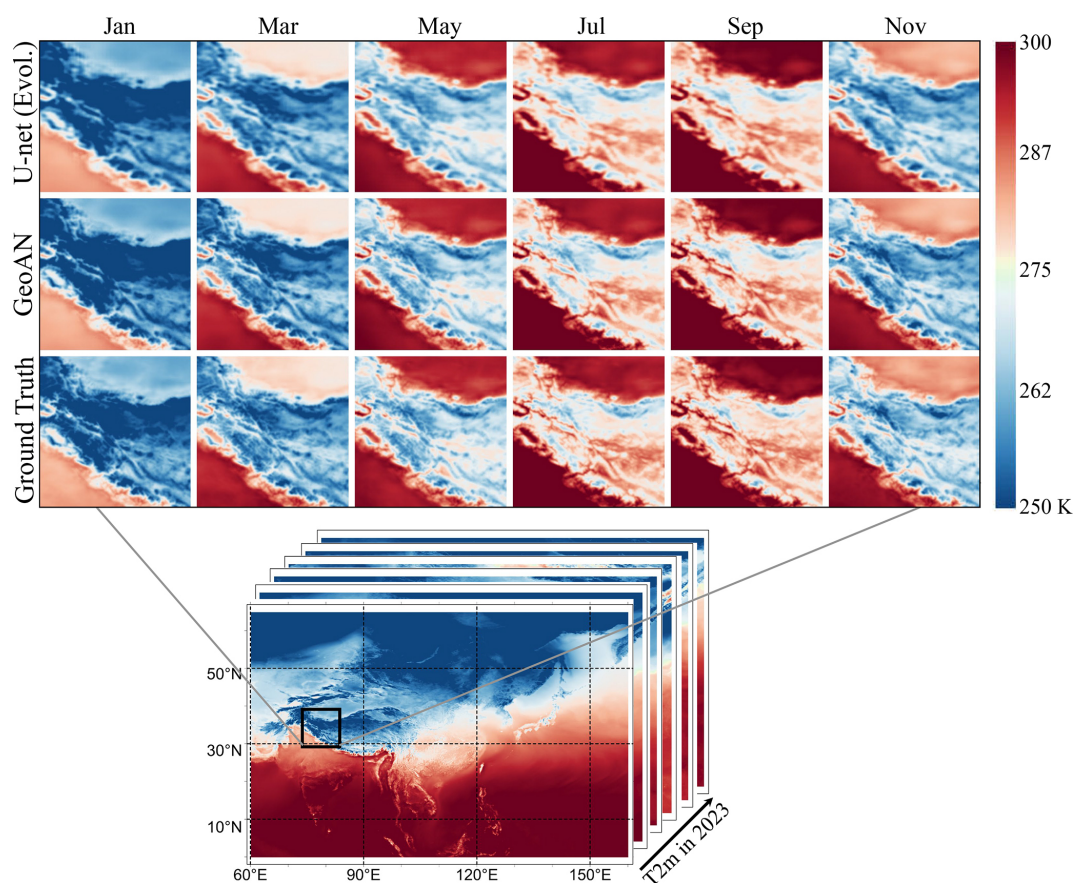 Jan Mar May Jul Sep Nov
U-net (Evol.)
GeoAN
Ground Truth
300
287
275
262
250 K
50°N
30°N
10°N
60°E 90°E 120°E 150°E
T2m in 2023